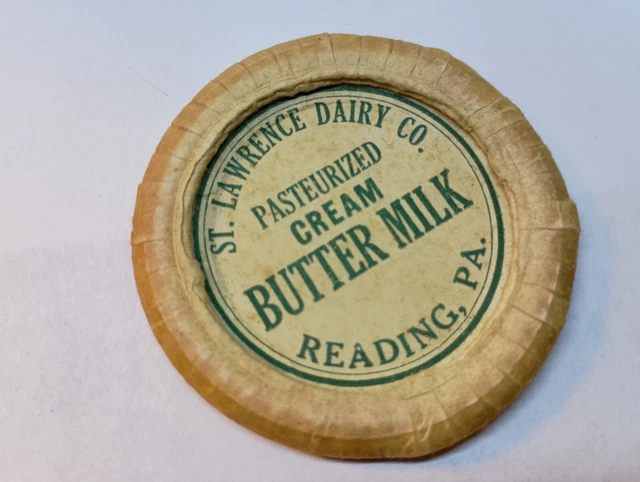 ST. LAWRENCE DAIRY CO.
PASTEURIZED
CREAM
BUTTER MILK
READING, PA.